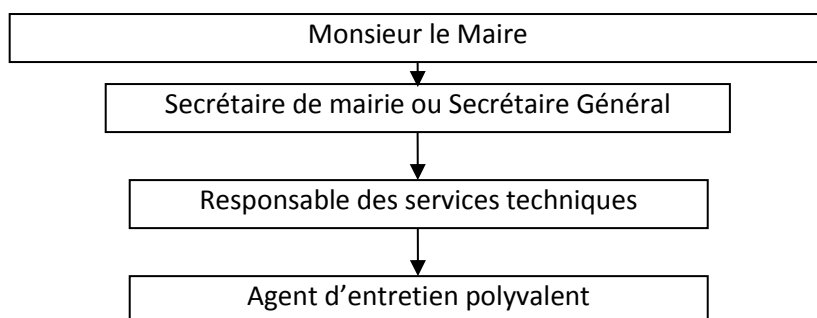 Monsieur le Maire
Secrétaire de mairie ou Secrétaire Général
Responsable des services techniques
Agent d’entretien polyvalent